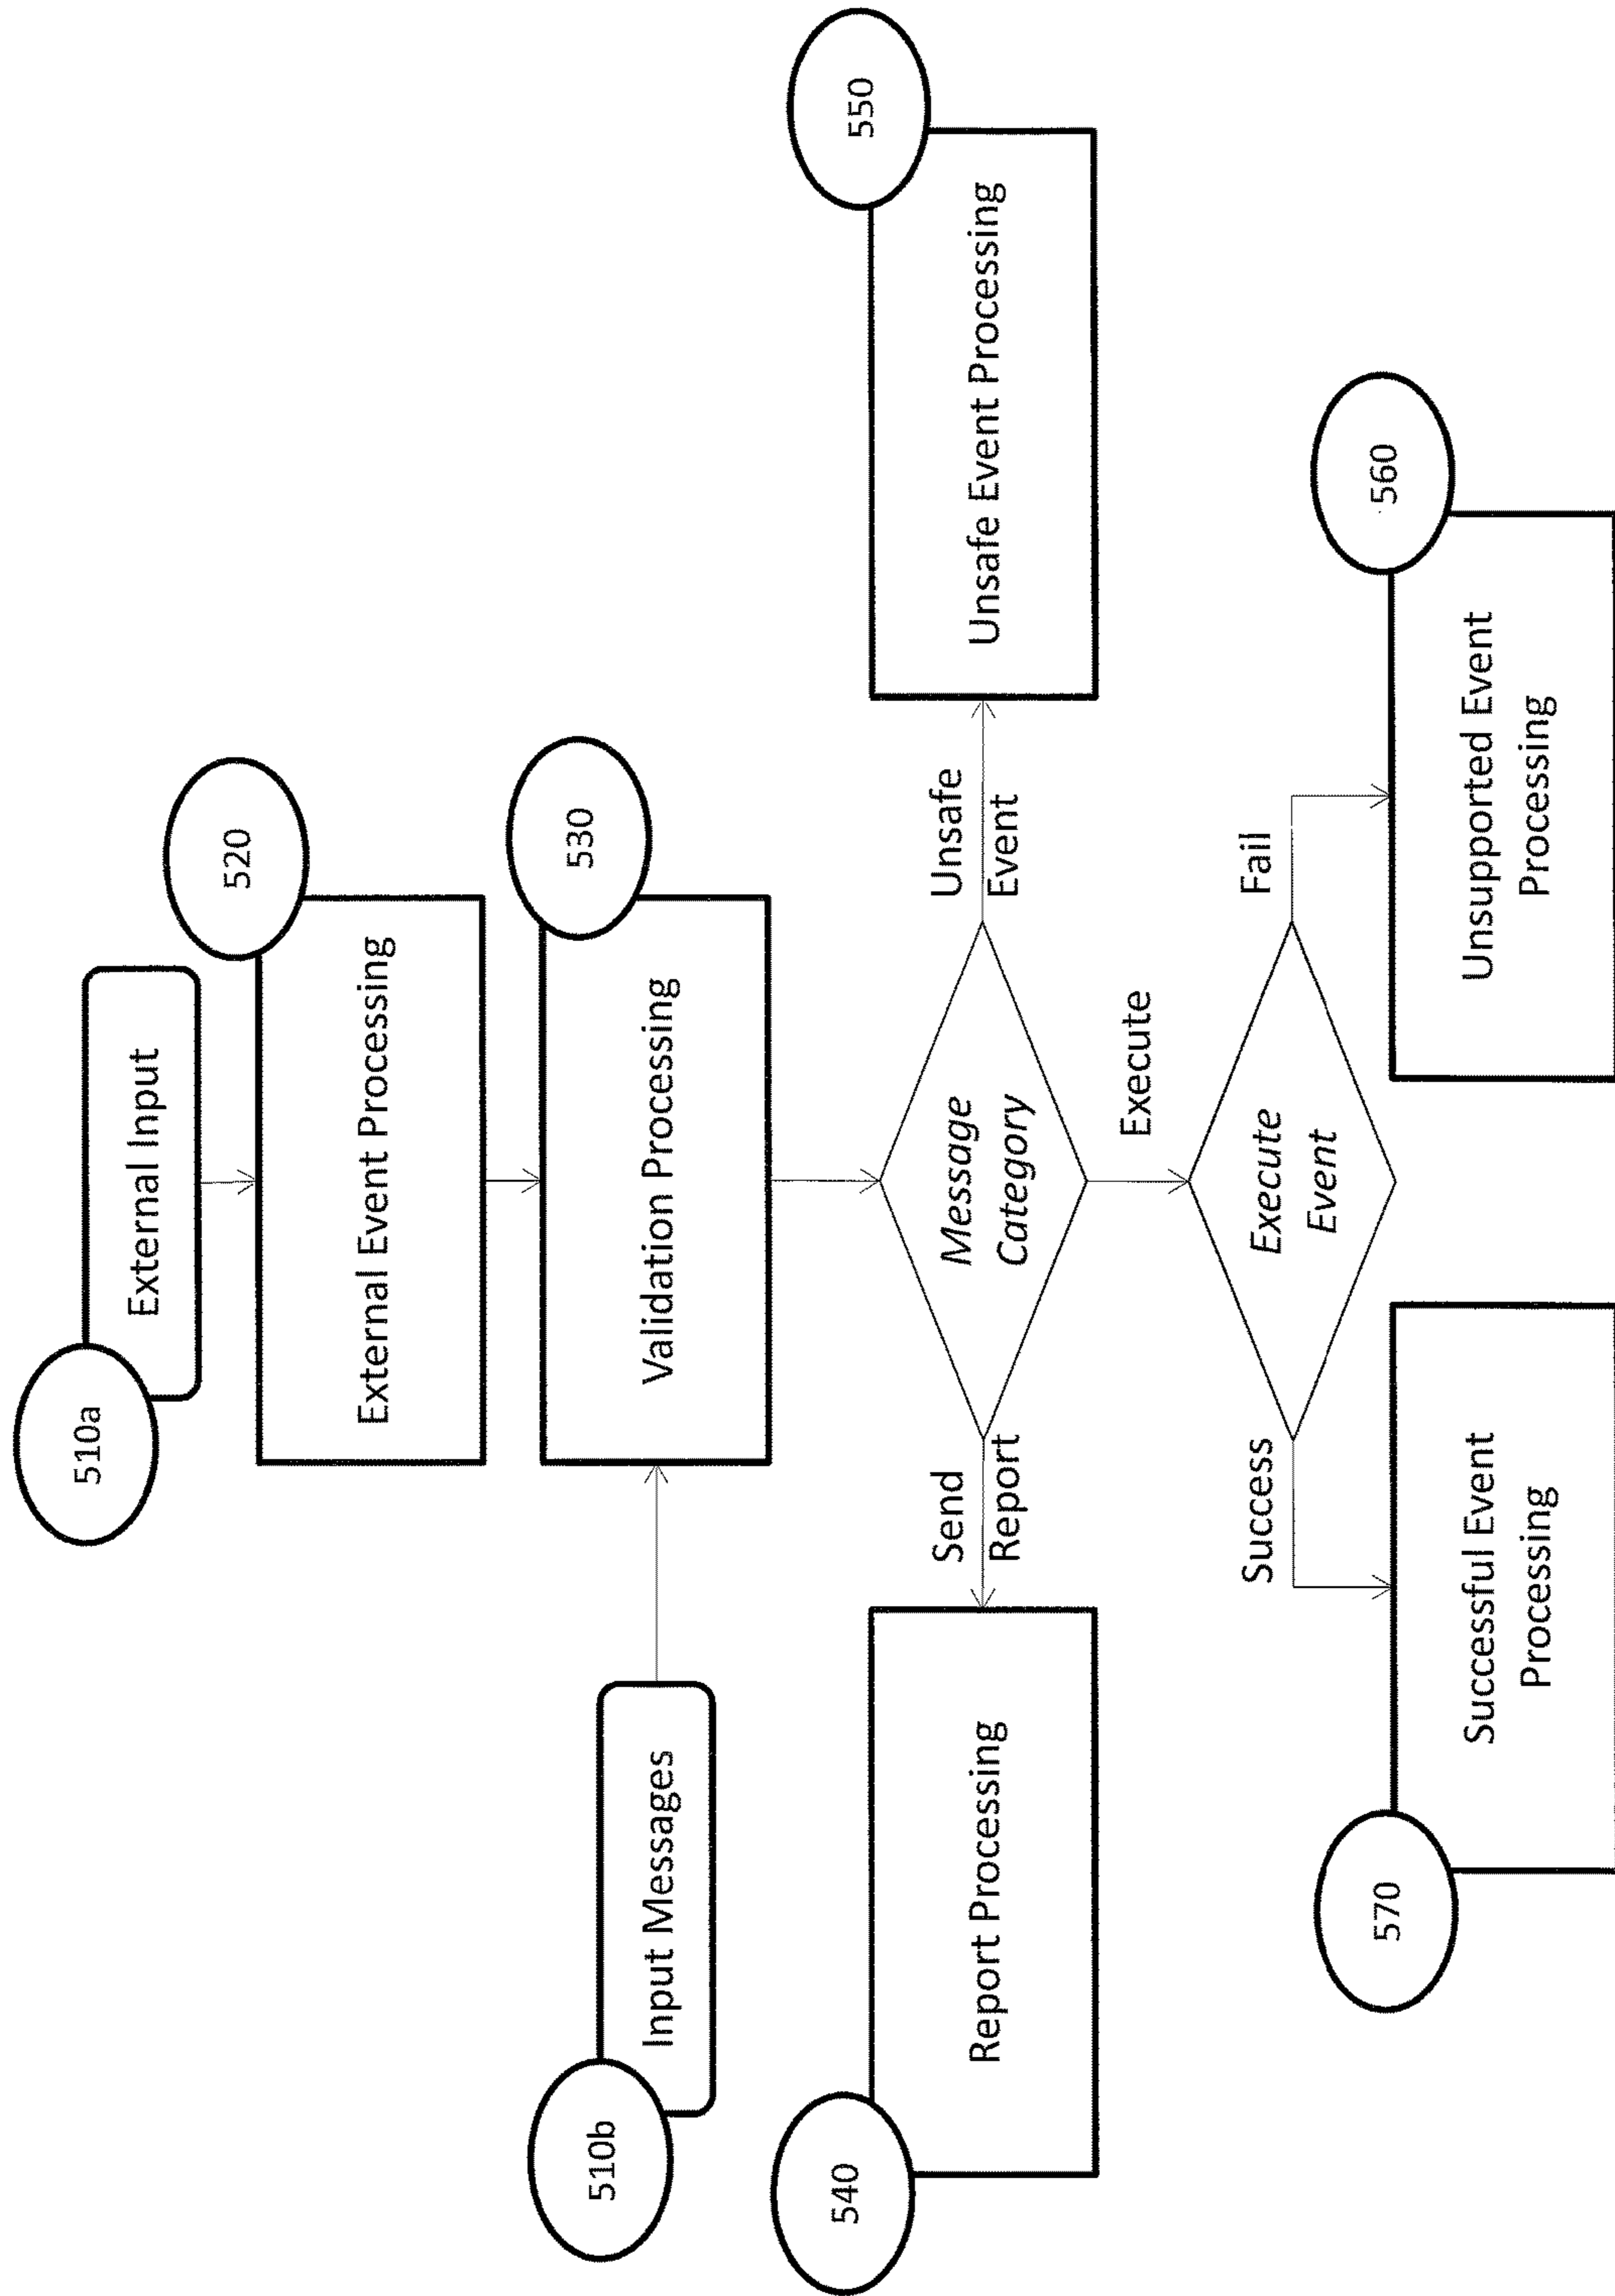 510a
External Input
520
External Event Processing
510b
Input Messages
530
Validation Processing
540
Report Processing
Send
Report
Message
Category
Unsafe
Event
550
Unsafe Event Processing
Execute
Success
Execute
Event
Fail
570
Successful Event
Processing
560
Unsupported Event
Processing